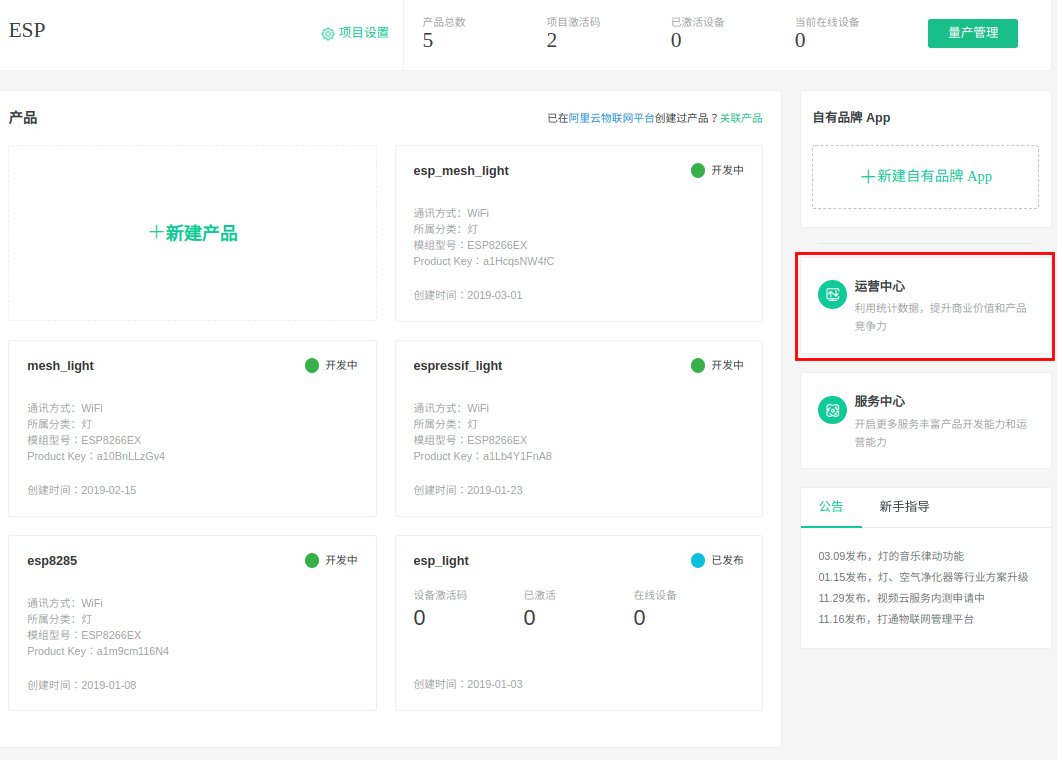 ESP
项目设置
产品总数
5
项目激活码
2
已激活设备
0
当前在线设备
0
量产管理
产品
已在阿里云物联网平台创建过产品？关联产品
+新建产品
esp_mesh_light
开发中
通讯方式：WiFi
所属分类：灯
模组型号：ESP8266EX
Product Key：a1HcqsNW4fC
创建时间：2019-03-01
mesh_light
开发中
通讯方式：WiFi
所属分类：灯
模组型号：ESP8266EX
Product Key：a10BnLLzGv4
创建时间：2019-02-15
espressif_light
开发中
通讯方式：WiFi
所属分类：灯
模组型号：ESP8266EX
Product Key：a1Lb4Y1FnA8
创建时间：2019-01-23
esp8285
开发中
通讯方式：WiFi
所属分类：灯
模组型号：ESP8266EX
Product Key：a1m9cm116N4
创建时间：2019-01-08
esp_light
已发布
设备激活码
0
已激活
0
在线设备
0
创建时间：2019-01-03
自有品牌 App
+新建自有品牌 App
运营中心
利用统计数据，提升商业价值和产品
竞争力
服务中心
开启更多服务丰富产品开发能力和运
营能力
公告
新手指导
03.09发布，灯的音乐律动功能
01.15发布，灯、空气净化器等行业方案升级
11.29发布，视频云服务内测申请中
11.16发布，打通物联网管理平台